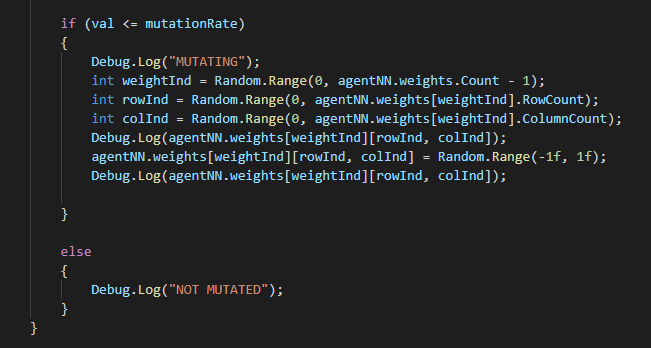 if (val <= mutationRate)
{
Debug.Log("MUTATING");
int weightInd = Random.Range(0, agentNN.weights.Count - 1);
int rowInd = Random.Range(0, agentNN.weights[weightInd].RowCount);
int colInd = Random.Range(0, agentNN.weights[weightInd].ColumnCount);
Debug.Log(agentNN.weights[weightInd][rowInd, colInd]);
agentNN.weights[weightInd][rowInd, colInd] = Random.Range(-1f, 1f);
Debug.Log(agentNN.weights[weightInd][rowInd, colInd]);
}
else
{
Debug.Log("NOT MUTATED");
}
}